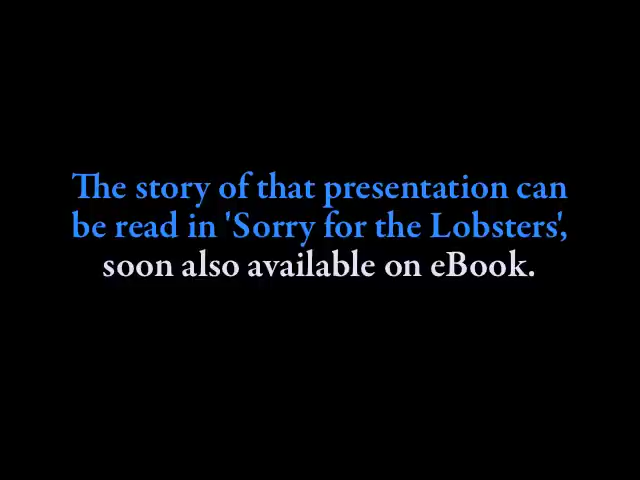 The story of that presentation can
be read in 'Sorry for the Lobsters',
soon also available on eBook.